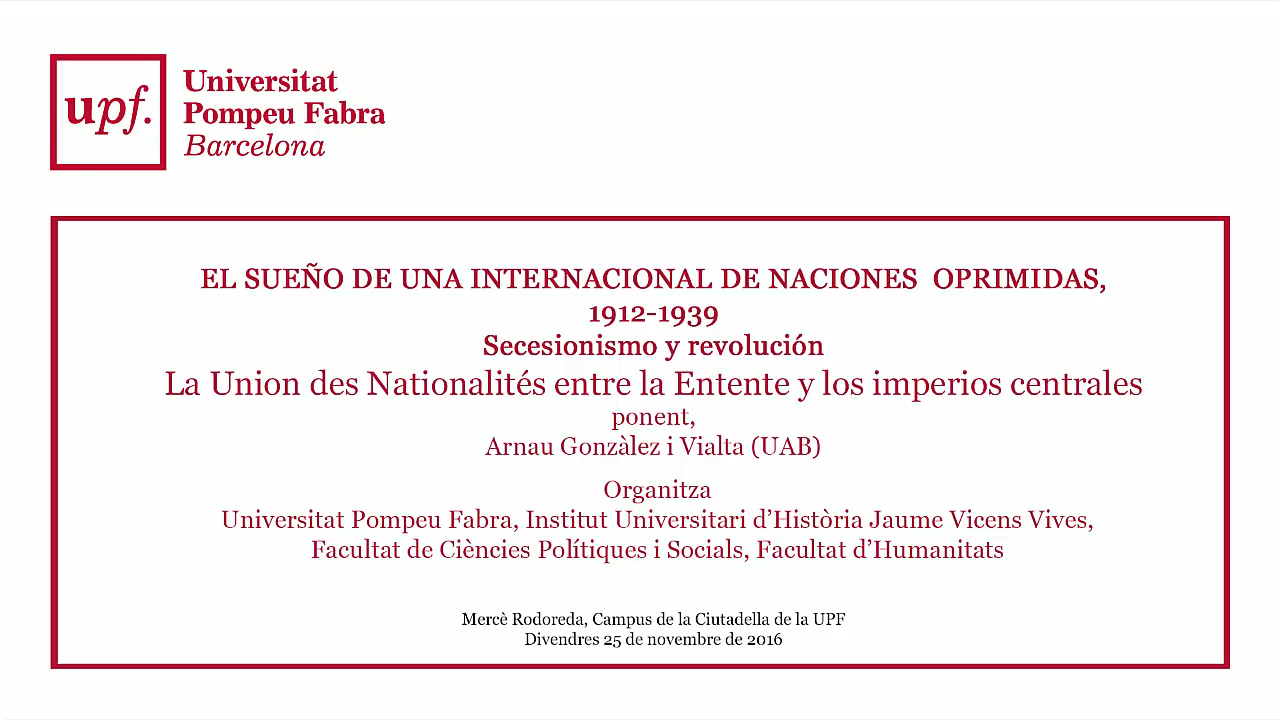 upf.
Universitat
Pompeu Fabra
Barcelona
EL SUEÑO DE UNA INTERNACIONAL DE NACIONES OPRIMIDAS,
1912-1939
Secesionismo y revolución
La Union des Nationalités entre la Entente y los imperios centrales
ponent,
Arnau Gonzàlez i Vialta (UAB)
Organitza
Universitat Pompeu Fabra, Institut Universitari d’Història Jaume Vicens Vives,
Facultat de Ciències Polítiques i Socials, Facultat d’Humanitats
Mercè Rodoreda, Campus de la Ciutadella de la UPF
Divendres 25 de novembre de 2016